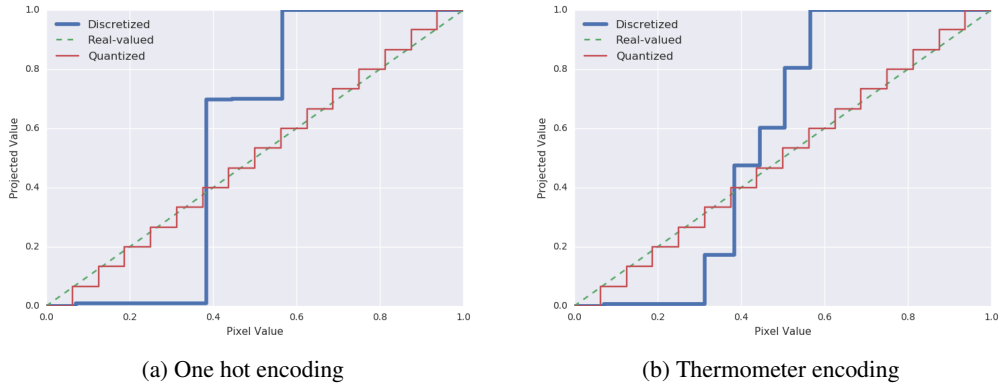 1.0
0.8
0.6
0.4
0.2
0.0
Projected Value
Discretized
Real-valued
Quantized
0.0 0.2 0.4 0.6 0.8 1.0
Pixel Value
(a) One hot encoding
1.0
0.8
0.6
0.4
0.2
0.0
Projected Value
Discretized
Real-valued
Quantized
0.0 0.2 0.4 0.6 0.8 1.0
Pixel Value
(b) Thermometer encoding